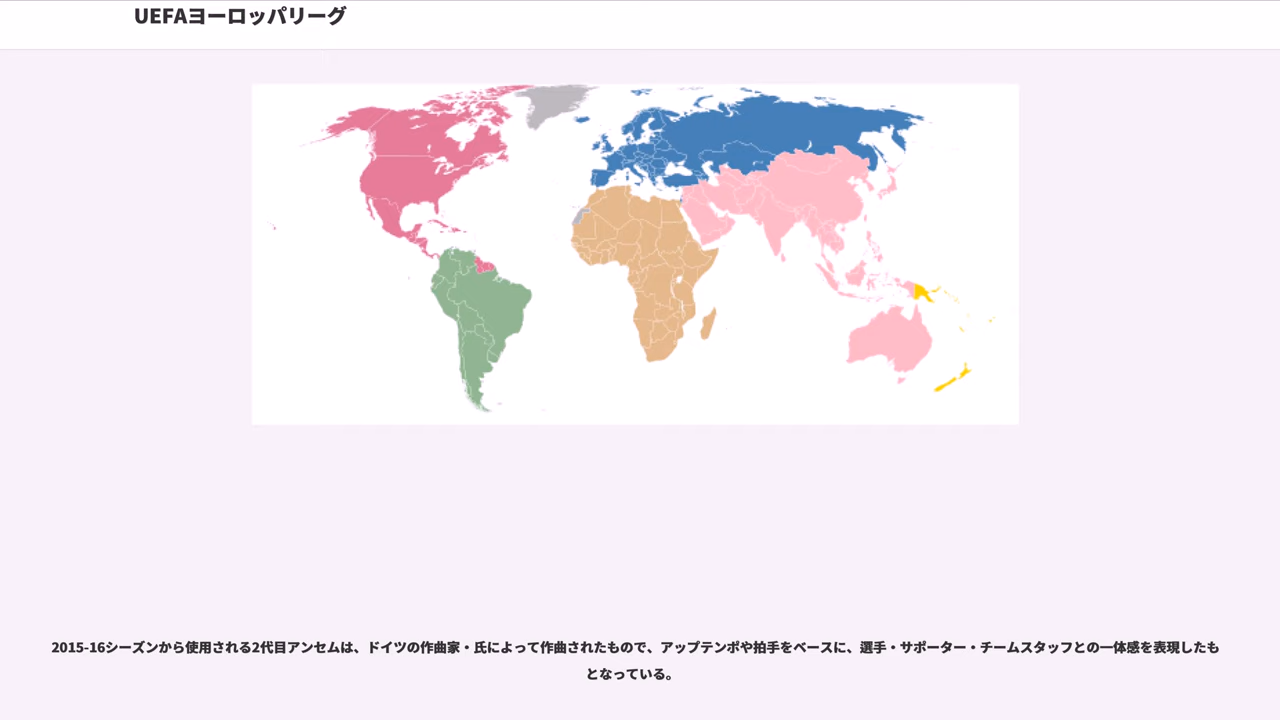 UEFAヨーロッパリーグ
2015-16シーズンから使用される2代目アンセムは、ドイツの作曲家・氏によって作曲されたもので、アップテンポや拍手をベースに、選手・サポーター・チームスタッフとの一体感を表現したも
となっている。